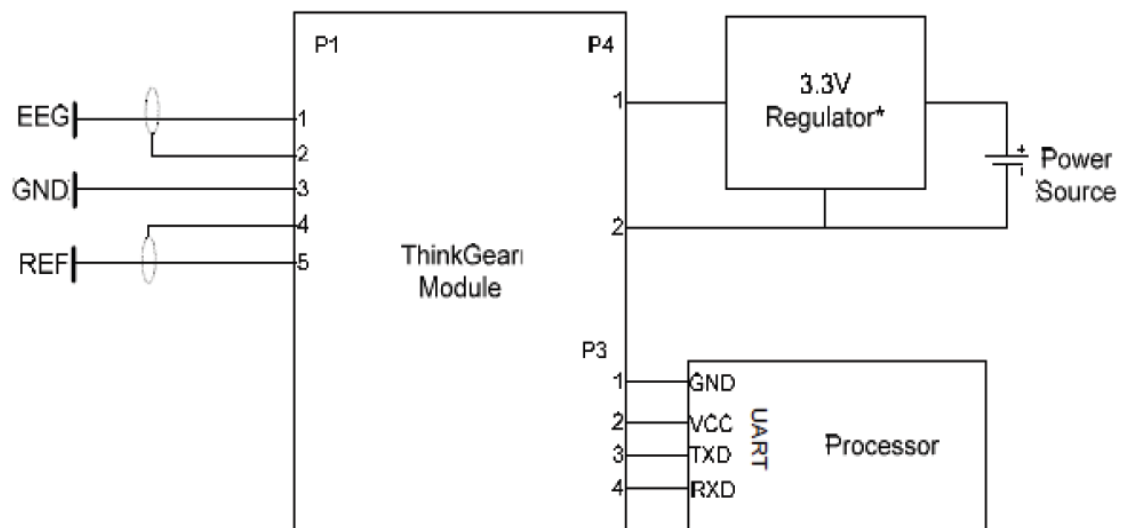 P1
P4
EEG
1
2
GND
3
4
REF
5
ThinkGear
Module
1
2
3.3V
Regulator*
+
-
Power
Source
P3
1
2
3
4
GND
VCC
TXD
RXD
UART
Processor